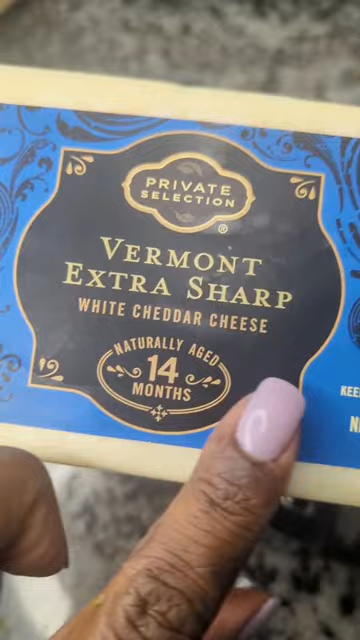 PRIVATE
SELECTION
®
VERMONT
EXTRA SHARP
WHITE CHEDDAR CHEESE
NATURALLY AGED
14
MONTHS